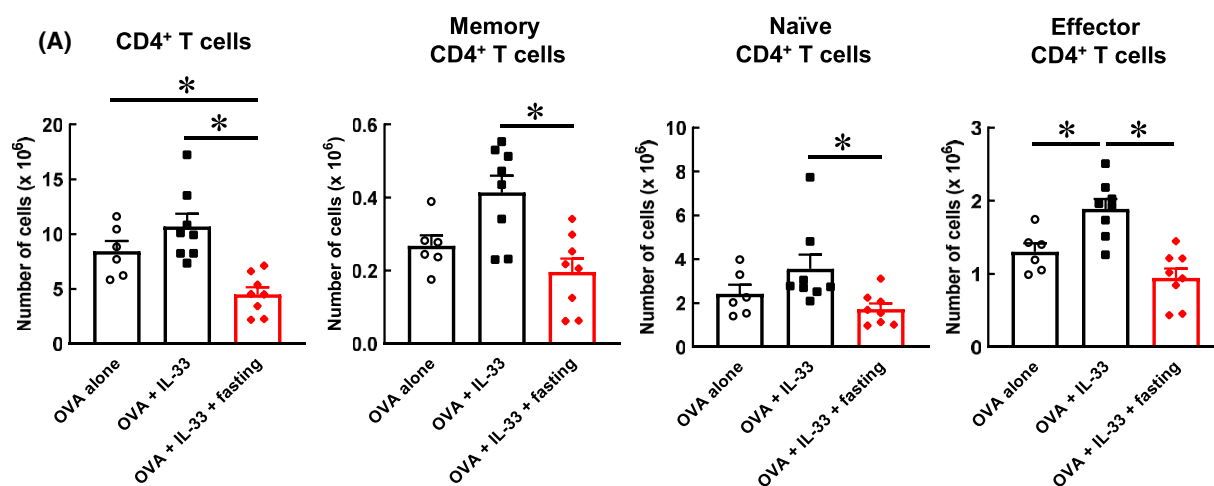 (A)
CD4⁺ T cells
*
*
Number of cells (x 10⁶)
20
15
10
5
0
OVA alone
OVA + IL-33
OVA + IL-33 + fasting
Memory
CD4⁺ T cells
*
Number of cells (x 10⁶)
0.6
0.4
0.2
0.0
OVA alone
OVA + IL-33
OVA + IL-33 + fasting
Naïve
CD4⁺ T cells
*
Number of cells (x 10⁶)
10
8
6
4
2
0
OVA alone
OVA + IL-33
OVA + IL-33 + fasting
Effector
CD4⁺ T cells
*
*
Number of cells (x 10⁶)
3
2
1
0
OVA alone
OVA + IL-33
OVA + IL-33 + fasting